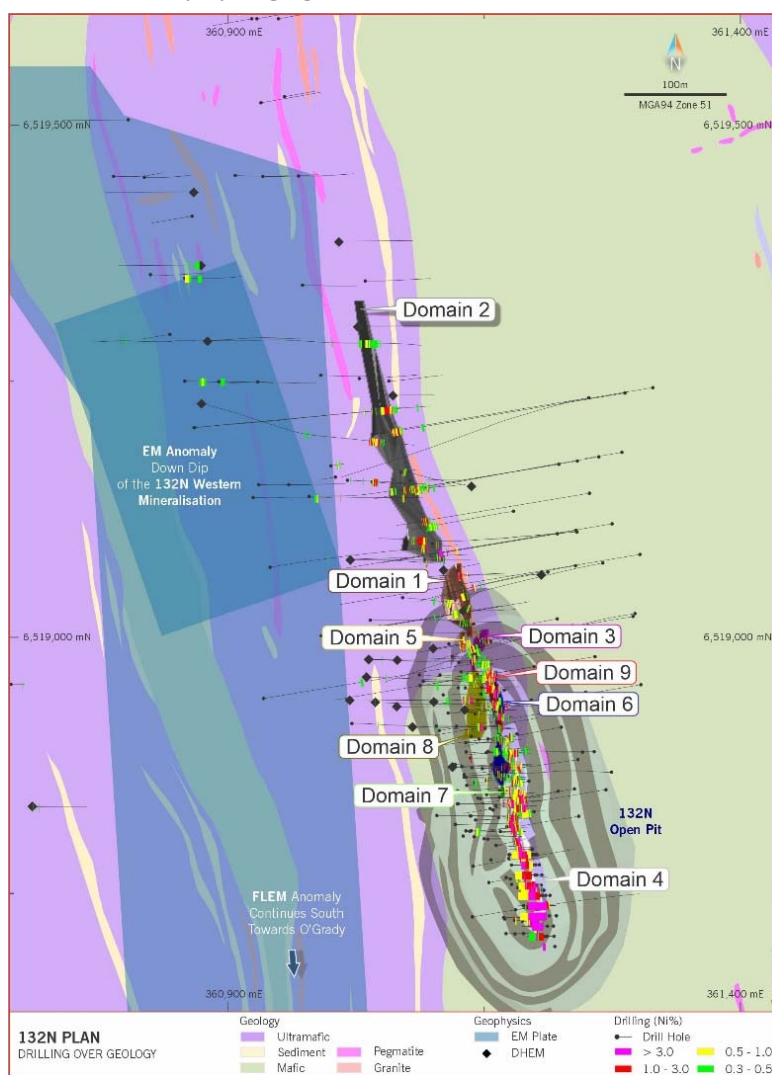 360,900 mE
361,400 mE
N
100m
MGA94 Zone 51
6,519,500 mN
6,519,500 mN
Domain 2
EM Anomaly
Down Dip
of the 132N Western
Mineralisation
Domain 1
6,519,000 mN
6,519,000 mN
Domain 5
Domain 3
Domain 9
Domain 6
Domain 8
Domain 7
132N
Open Pit
Domain 4
FLEM Anomaly
Continues South
Towards O'Grady
360,900 mE
361,400 mE
132N PLAN
DRILLING OVER GEOLOGY
Geology
Ultramafic
Sediment
Mafic
Pegmatite
Granite
Geophysics
EM Plate
DHEM
Drilling (Ni%)
Drill Hole
> 3.0
1.0 - 3.0
0.5 - 1.0
0.3 - 0.5